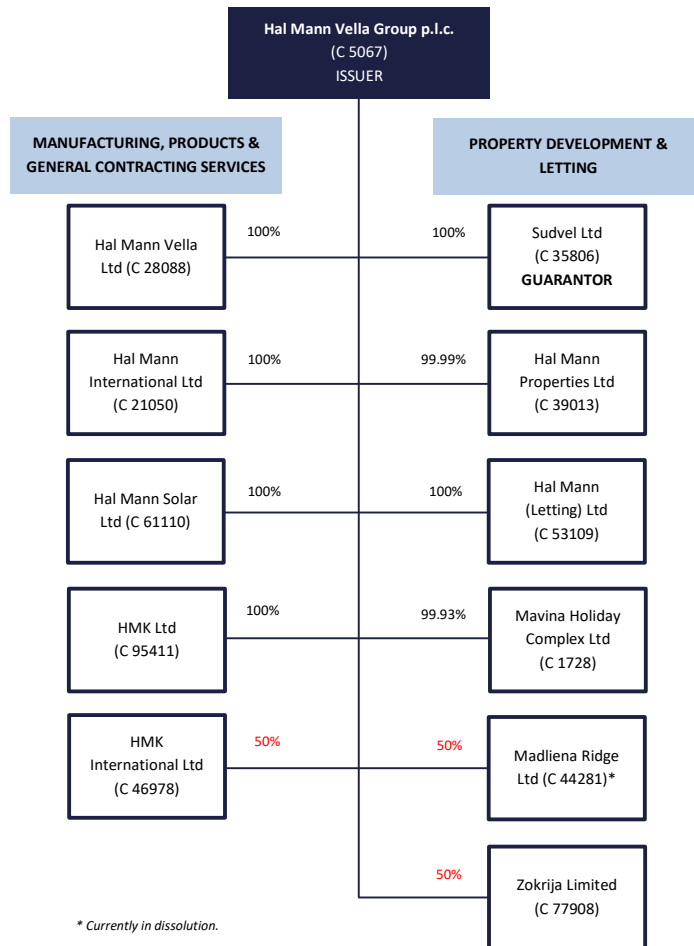 Hal Mann Vella Group p.l.c.
(C 5067)
ISSUER
MANUFACTURING, PRODUCTS &
GENERAL CONTRACTING SERVICES
PROPERTY DEVELOPMENT &
LETTING
Hal Mann Vella
Ltd (C 28088)
100%
100%
Sudvel Ltd
(C 35806)
GUARANTOR
Hal Mann
International Ltd
(C 21050)
100%
99.99%
Hal Mann
Properties Ltd
(C 39013)
Hal Mann Solar
Ltd (C 61110)
100%
100%
Hal Mann
(Letting) Ltd
(C 53109)
HMK Ltd
(C 95411)
100%
99.93%
Mavina Holiday
Complex Ltd
(C 1728)
HMK
International Ltd
(C 46978)
50%
50%
Madliena Ridge
Ltd (C 44281)*
50%
Zokrija Limited
(C 77908)
* Currently in dissolution.